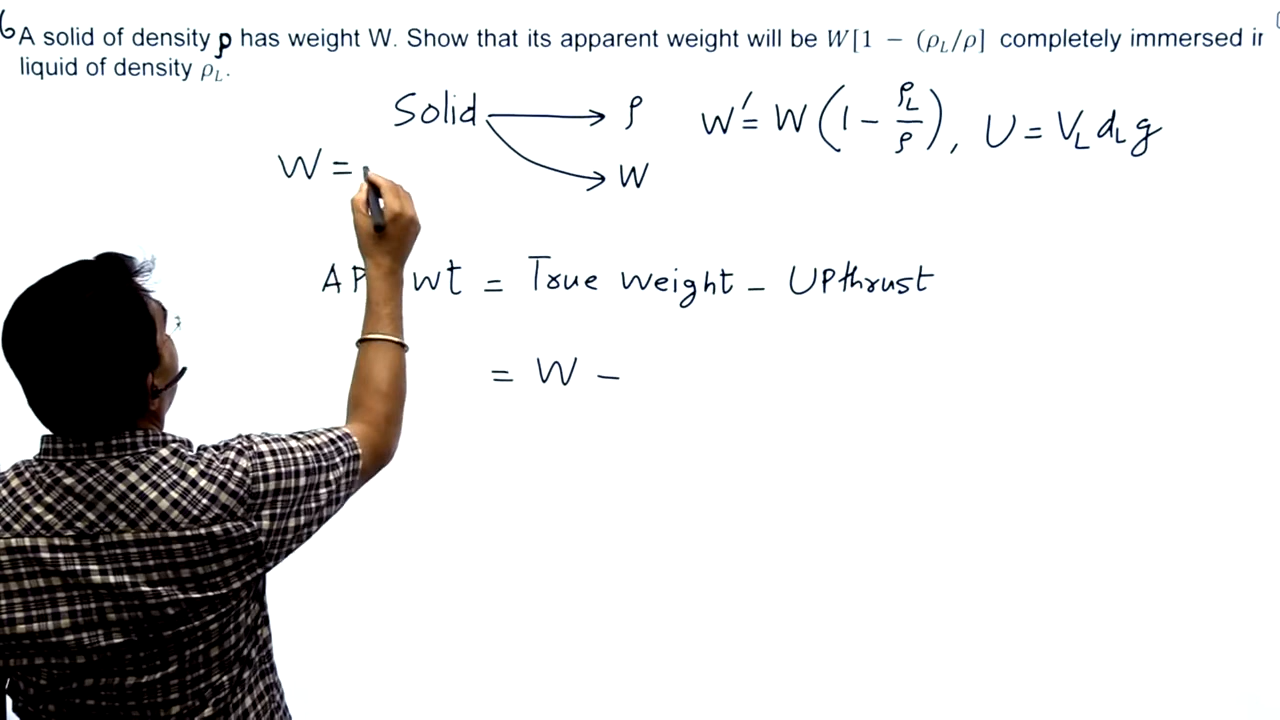 6 A solid of density ρ has weight W. Show that its apparent weight will be W[1 − (ρL/ρ] completely immersed in
liquid of density ρL.
Solid → ρ W′ = W(1 − ρL/ρ), U = VL dL g
→ W
W =
AP wt = True weight − UPthrust
= W −